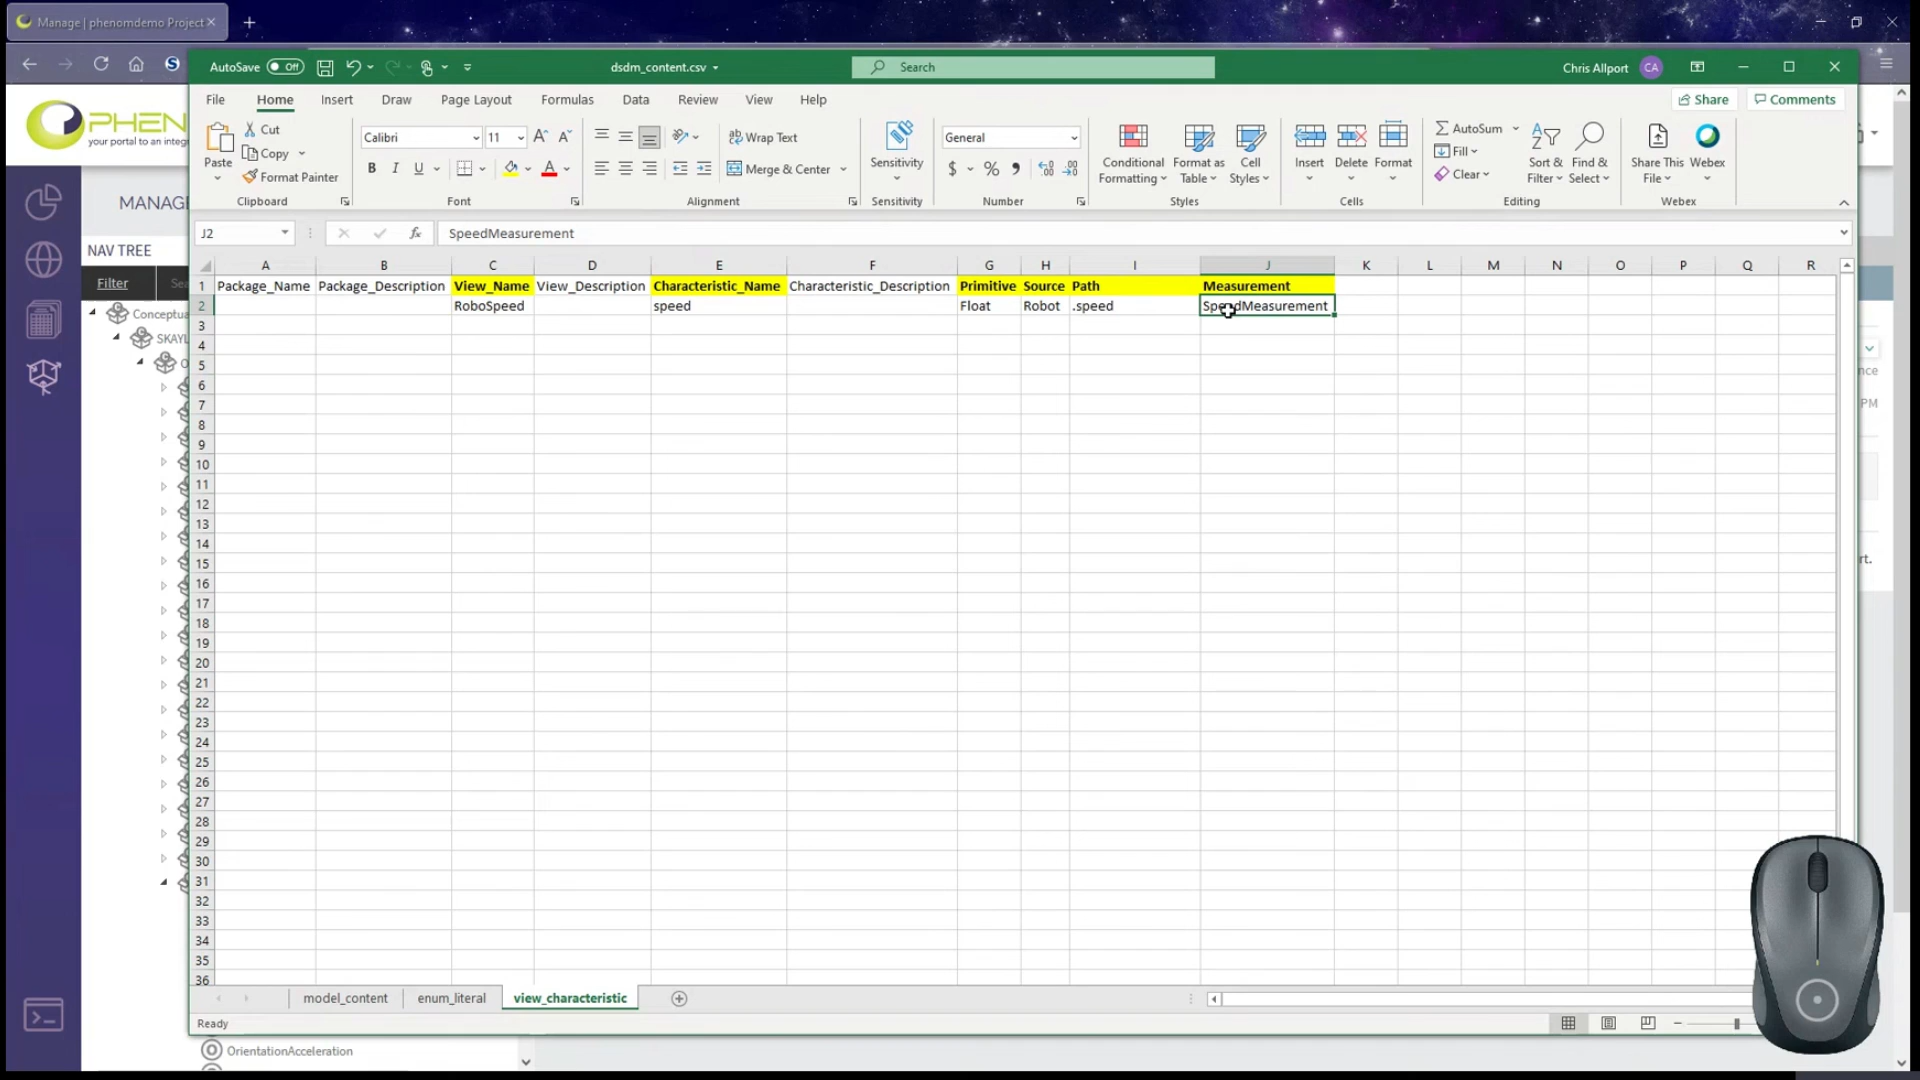 Manage | phenomdemo Project
AutoSave Off
dsdm_content.csv
Search
Chris Allport CA
File Home Insert Draw Page Layout Formulas Data Review View Help
Share Comments
PHEN
your portal to an integ
Paste
Cut
Copy
Format Painter
Clipboard
Calibri 11
B I U
Font
Wrap Text
Merge & Center
Alignment
Sensitivity
Sensitivity
General
$ % ,
Number
Conditional Formatting
Format as Table
Cell Styles
Styles
Insert Delete Format
Cells
AutoSum
Fill
Clear
Sort & Filter
Find & Select
Editing
Share This File
Webex
Webex
MANAG
J2 fx SpeedMeasurement
NAV TREE
Filter Sea
A B C D E F G H I J K L M N O P Q R
1 Package_Name Package_Description View_Name View_Description Characteristic_Name Characteristic_Description Primitive Source Path Measurement
2 RoboSpeed speed Float Robot .speed SpeedMeasurement
3
4
5
6
7
8
9
10
11
12
13
14
15
16
17
18
19
20
21
22
23
24
25
26
27
28
29
30
31
32
33
34
35
36
Conceptua
SKAYL
O
nce
PM
rt.
model_content enum_literal view_characteristic
Ready
OrientationAcceleration